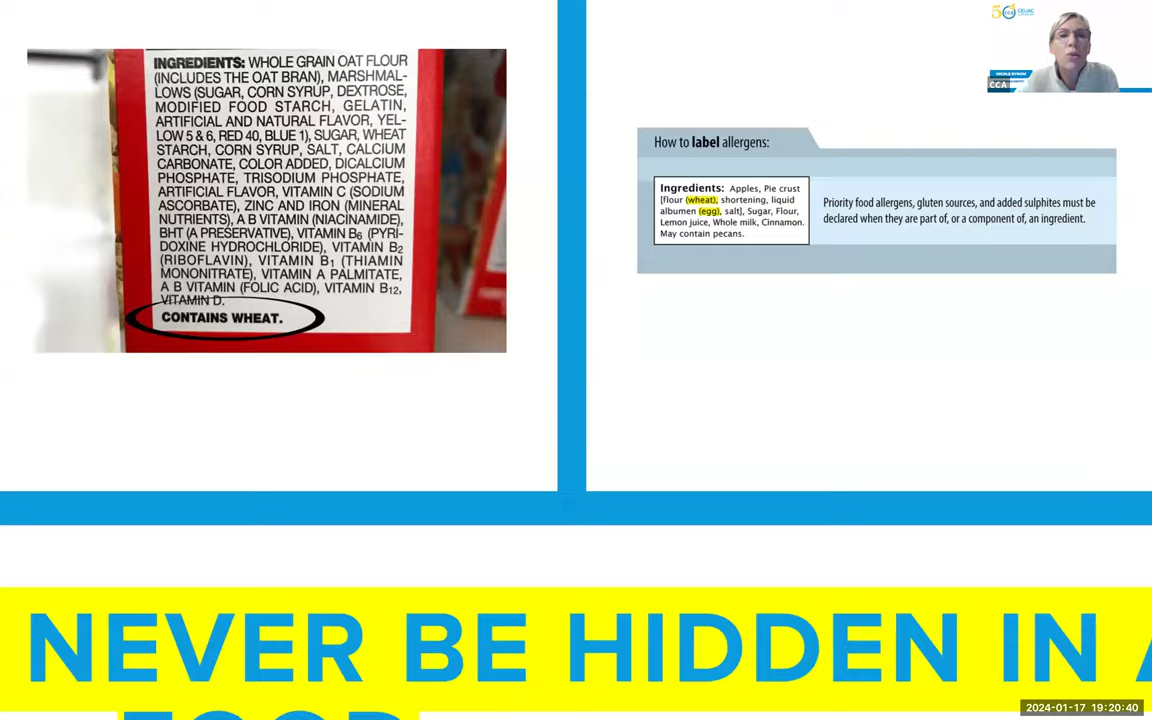 INGREDIENTS: WHOLE GRAIN OAT FLOUR
(INCLUDES THE OAT BRAN), MARSHMAL-
LOWS (SUGAR, CORN SYRUP, DEXTROSE,
MODIFIED FOOD STARCH, GELATIN,
ARTIFICIAL AND NATURAL FLAVOR, YEL-
LOW 5 & 6, RED 40, BLUE 1), SUGAR, WHEAT
STARCH, CORN SYRUP, SALT, CALCIUM
CARBONATE, COLOR ADDED, DICALCIUM
PHOSPHATE, TRISODIUM PHOSPHATE,
ARTIFICIAL FLAVOR, VITAMIN C (SODIUM
ASCORBATE), ZINC AND IRON (MINERAL
NUTRIENTS), A B VITAMIN (NIACINAMIDE),
BHT (A PRESERVATIVE), VITAMIN B6 (PYRI-
DOXINE HYDROCHLORIDE), VITAMIN B2
(RIBOFLAVIN), VITAMIN B1 (THIAMIN
MONONITRATE), VITAMIN A PALMITATE,
A B VITAMIN (FOLIC ACID), VITAMIN B12,
VITAMIN D.
CONTAINS WHEAT.
50 CCA CELIAC
NICOLE BYROM
CCA
How to label allergens:
Ingredients: Apples, Pie crust
[flour (wheat), shortening, liquid
albumen (egg), salt], Sugar, Flour,
Lemon juice, Whole milk, Cinnamon.
May contain pecans.
Priority food allergens, gluten sources, and added sulphites must be
declared when they are part of, or a component of, an ingredient.
NEVER BE HIDDEN IN A
FOOD
2024-01-17 19:20:40